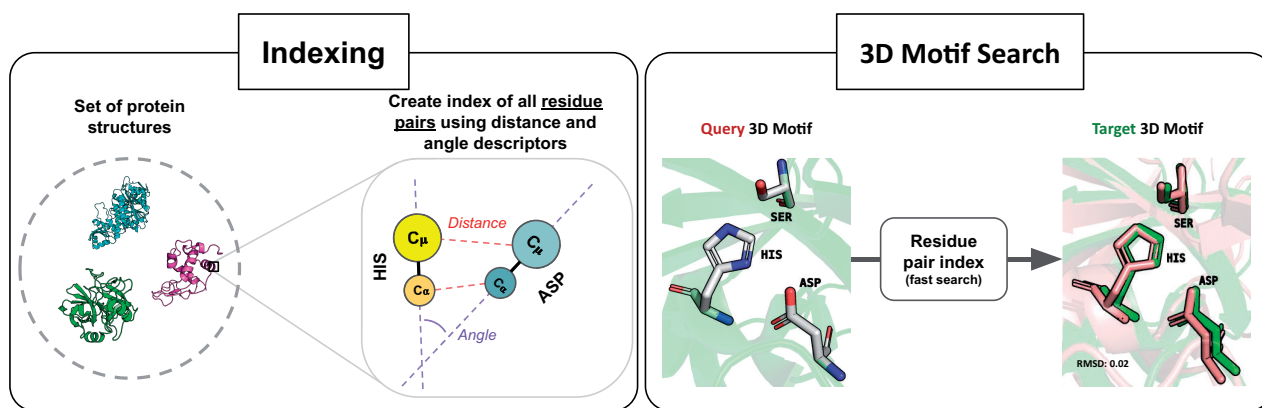 Indexing
Set of protein
structures
Create index of all residue
pairs using distance and
angle descriptors
Cμ
Distance
Cμ
HIS
Cα
Cα
ASP
Angle
3D Motif Search
Query 3D Motif
SER
HIS
ASP
Residue
pair index
(fast search)
Target 3D Motif
SER
HIS
ASP
RMSD: 0.02